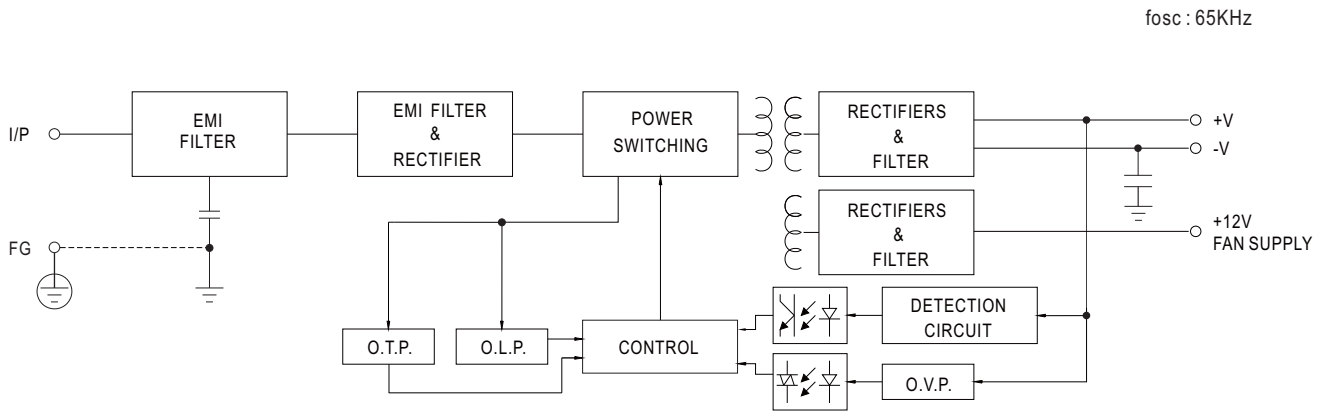 fosc : 65KHz
I/P
EMI
FILTER
EMI FILTER
&
RECTIFIER
POWER
SWITCHING
RECTIFIERS
&
FILTER
+V
-V
RECTIFIERS
&
FILTER
+12V
FAN SUPPLY
FG
O.T.P.
O.L.P.
CONTROL
DETECTION
CIRCUIT
O.V.P.